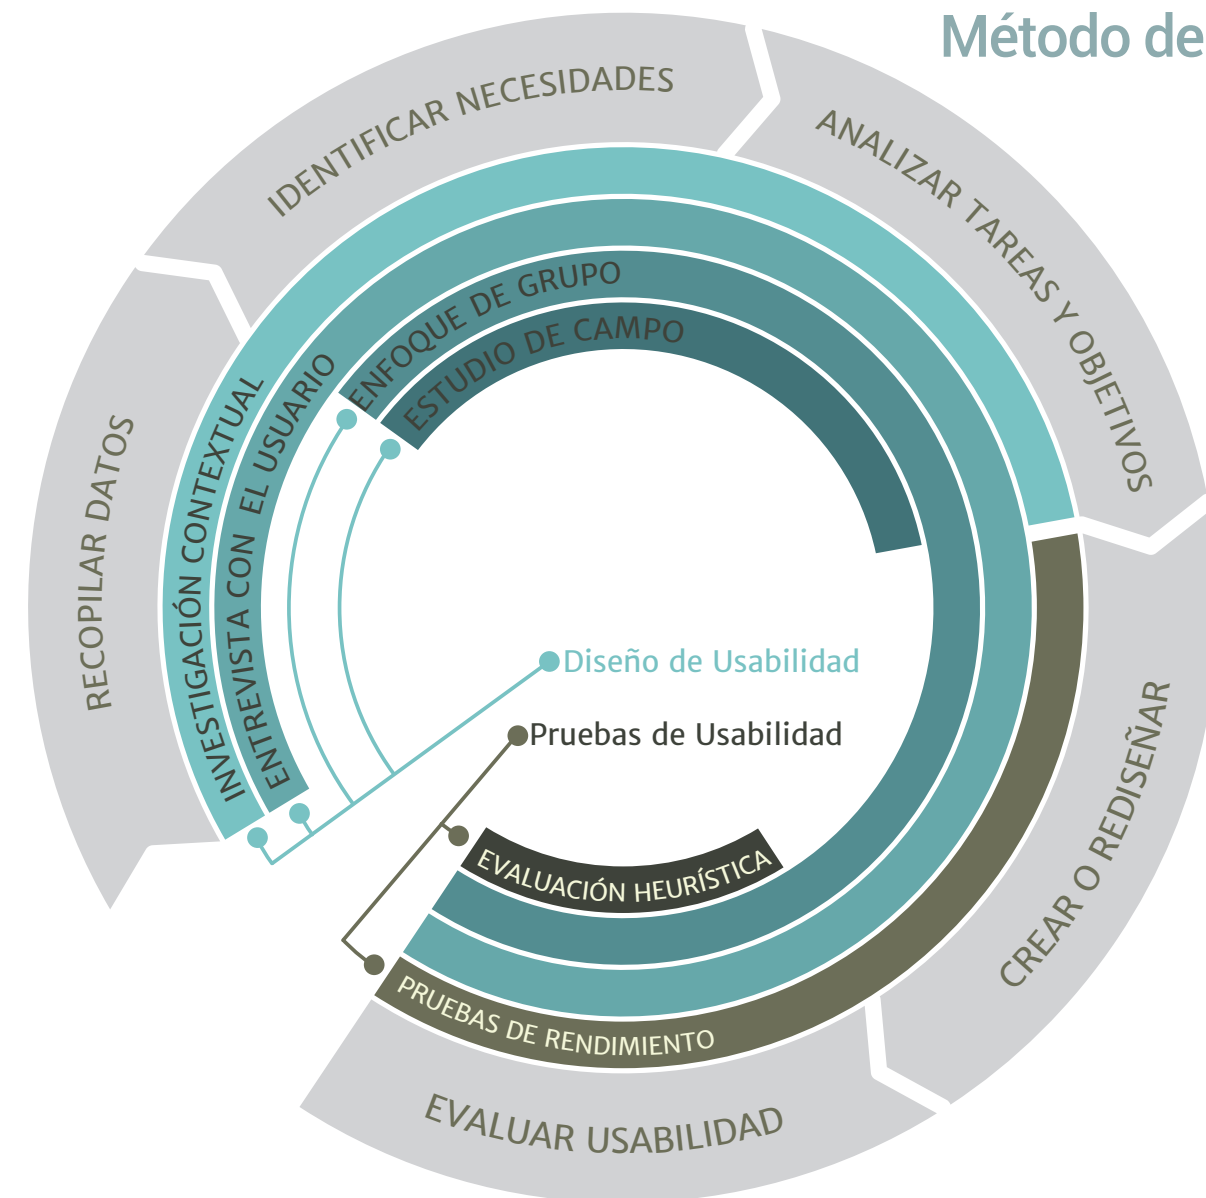 Método de
RECOPILAR DATOS
IDENTIFICAR NECESIDADES
ANALIZAR TAREAS Y OBJETIVOS
CREAR O REDISEÑAR
EVALUAR USABILIDAD
INVESTIGACIÓN CONTEXTUAL
ENTREVISTA CON EL USUARIO
ENFOQUE DE GRUPO
ESTUDIO DE CAMPO
Diseño de Usabilidad
Pruebas de Usabilidad
EVALUACIÓN HEURÍSTICA
PRUEBAS DE RENDIMIENTO